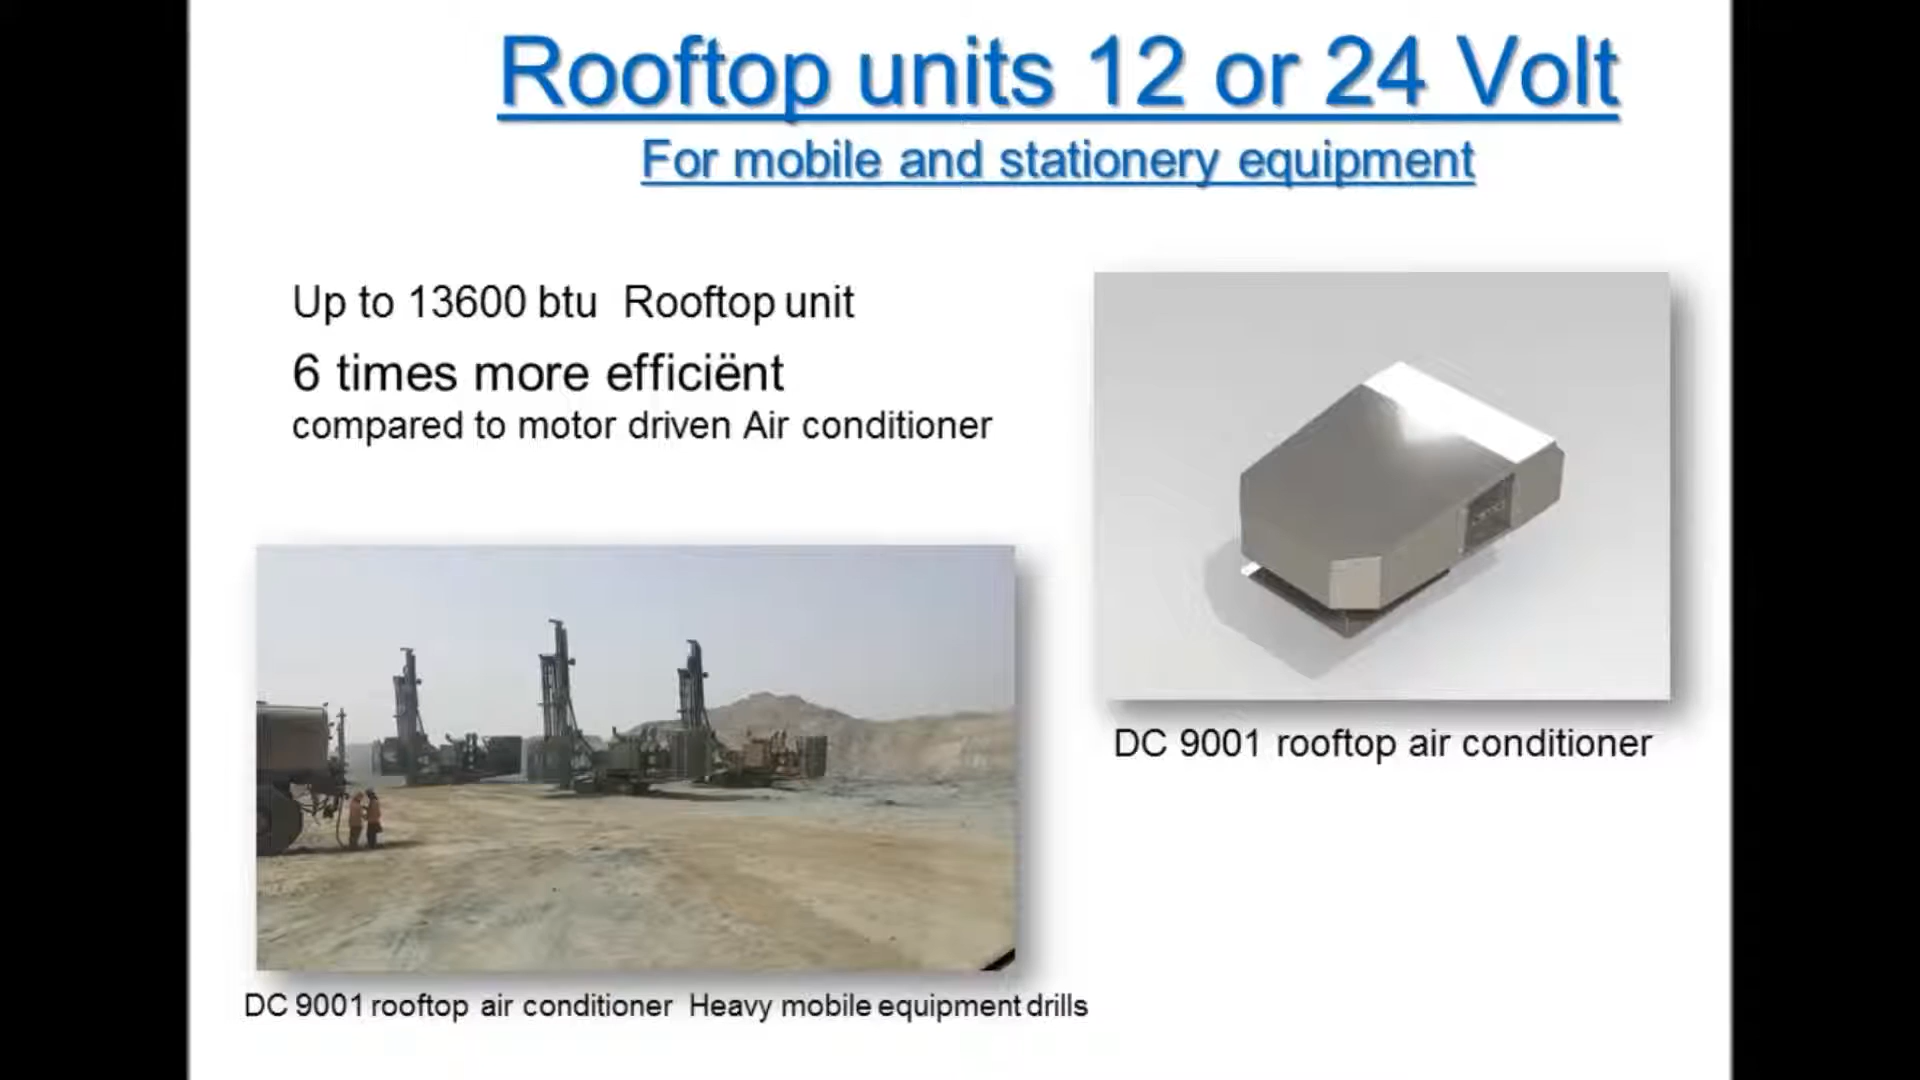 Rooftop units 12 or 24 Volt
For mobile and stationery equipment
Up to 13600 btu Rooftop unit
6 times more efficiënt
compared to motor driven Air conditioner
DC 9001 rooftop air conditioner
DC 9001 rooftop air conditioner Heavy mobile equipment drills